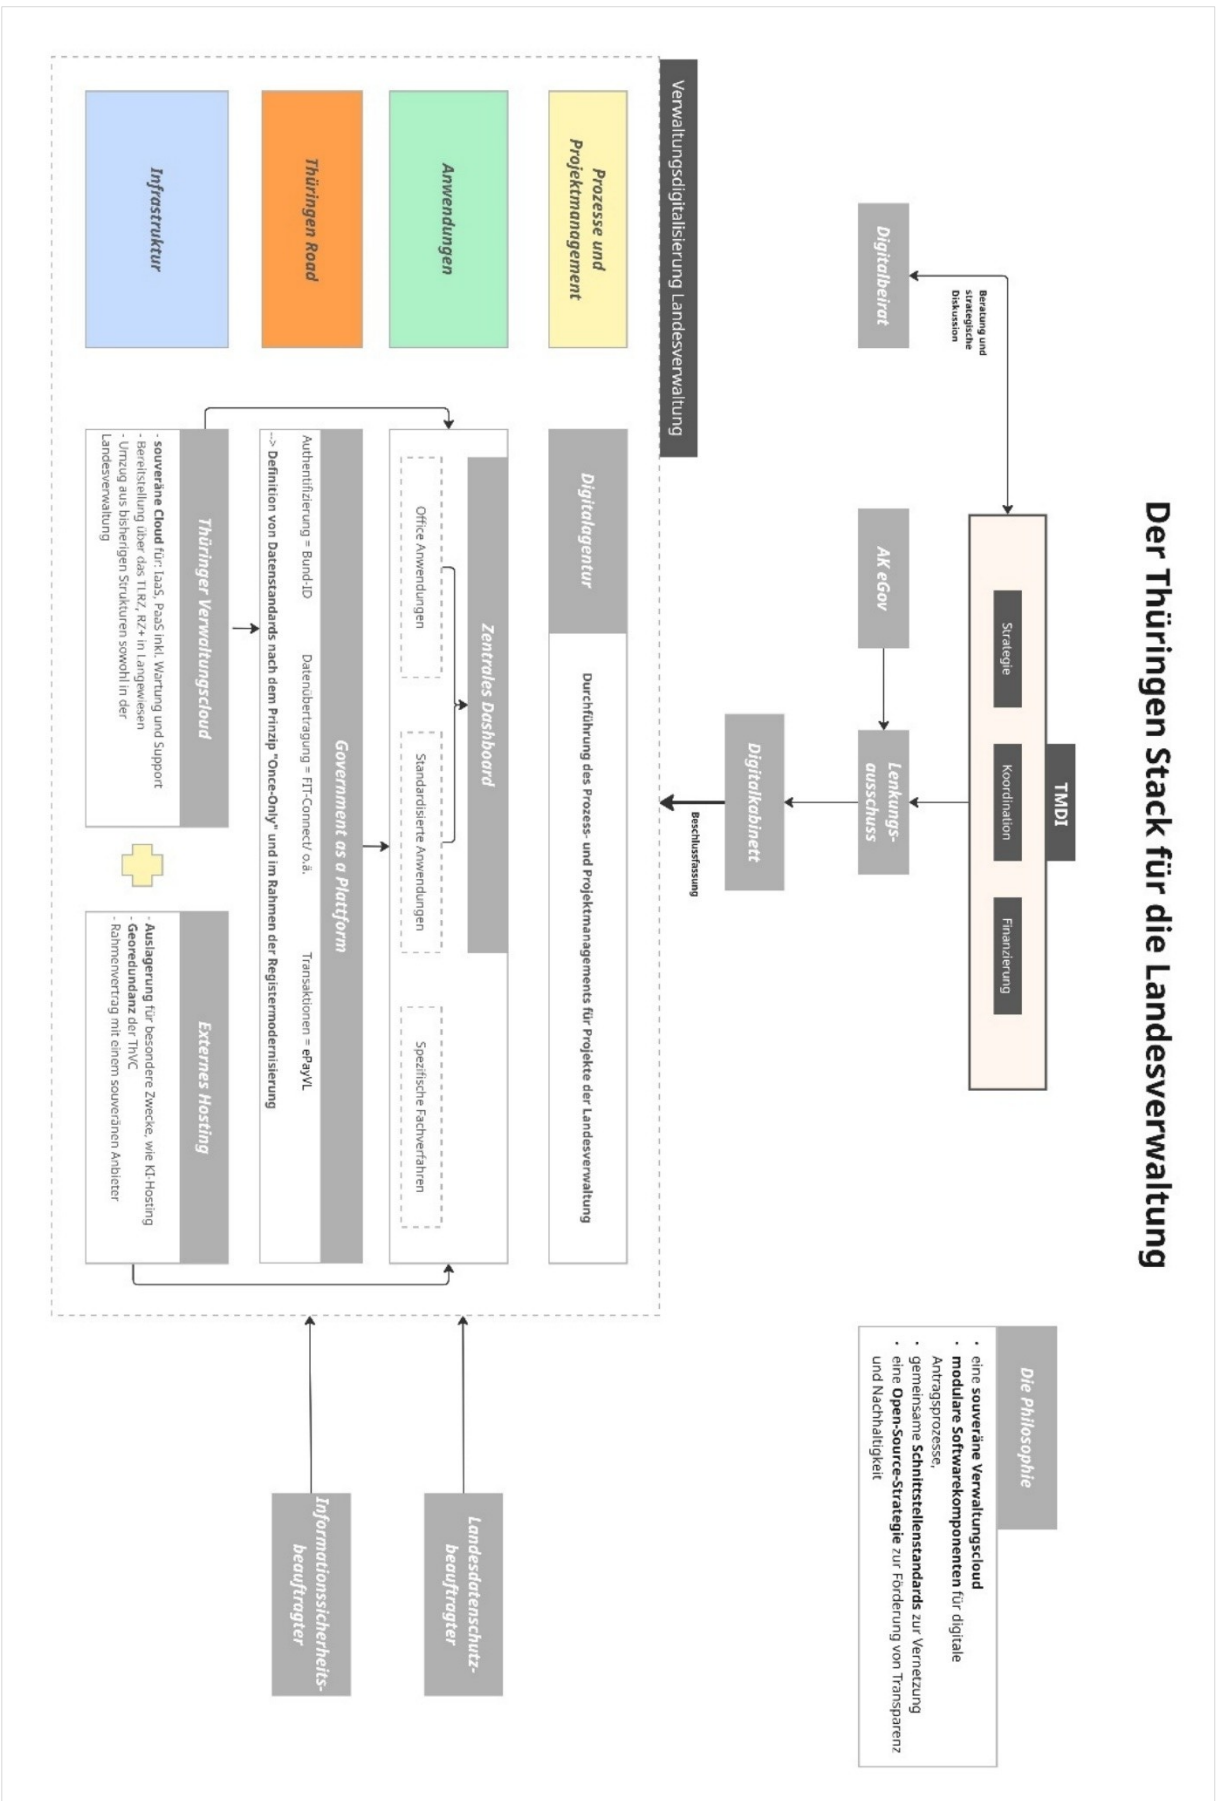 Der Thüringen Stack für die Landesverwaltung
TMDI
Strategie
Koordination
Finanzierung
Beratung und
strategische
Diskussion
Digitalbeirat
AK eGov
Lenkungs-
ausschuss
Digitalkabinett
Beschlussfassung
Die Philosophie
• eine souveräne Verwaltungscloud
• modulare Softwarekomponenten für digitale
Antragsprozesse,
• gemeinsame Schnittstellenstandards zur Vernetzung
• eine Open-Source-Strategie zur Förderung von Transparenz
und Nachhaltigkeit
Verwaltungsdigitalisierung Landesverwaltung
Prozesse und
Projektmanagement
Digitalagentur
Durchführung des Prozess- und Projektmanagements für Projekte der Landesverwaltung
Anwendungen
Zentrales Dashboard
Office Anwendungen
Standardisierte Anwendungen
Spezifische Fachverfahren
Thüringen Road
Government as a Plattform
Authentifizierung = Bund-ID
Datenübertragung = FIT-Connect/ o.ä.
Transaktionen = ePayVL
--> Definition von Datenstandards nach dem Prinzip "Once-Only" und im Rahmen der Registermodernisierung
Infrastruktur
Thüringer Verwaltungscloud
- souveräne Cloud für: IaaS, PaaS inkl. Wartung und Support
- Bereitstellung über das TLRZ, RZ+ in Langewiesen
- Umzug aus bisherigen Strukturen sowohl in der
Landesverwaltung
Externes Hosting
- Auslagerung für besondere Zwecke, wie KI-Hosting
- Georedundanz der ThVC
- Rahmenvertrag mit einem souveränen Anbieter
Landesdatenschutz-
beauftragter
Informationssicherheits-
beauftragter